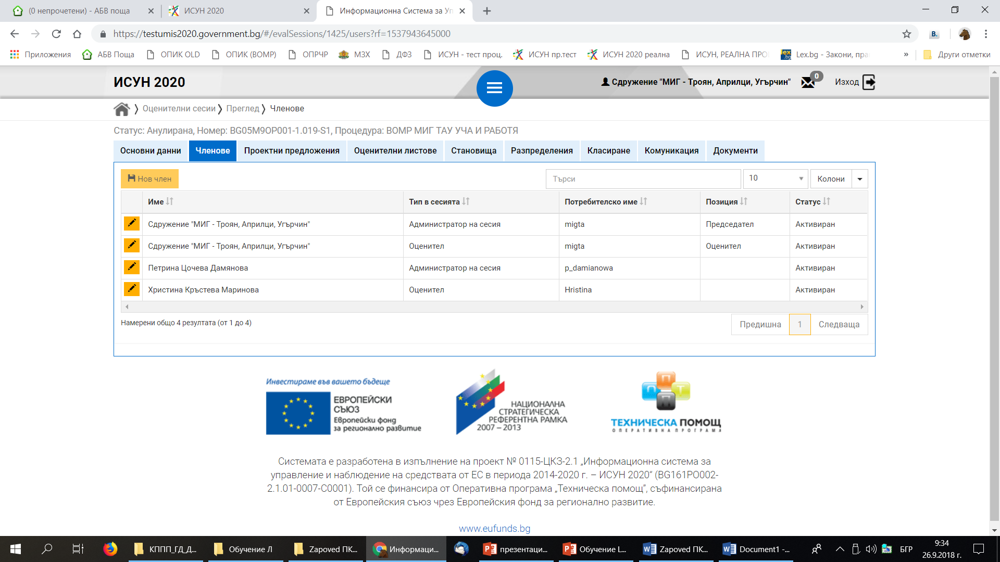 (0 непрочетени) - АБВ поща
ИСУН 2020
Информационна Система за Уп
https://testumis2020.government.bg/#/evalSessions/1425/users?rf=1537943645000
B.
Приложения
АБВ Поща
ОПИК OLD
ОПИК (ВОМР)
ОПРЧР
МЗХ
ДФЗ
ИСУН - тест проц.
ИСУН пр.тест
ИСУН 2020 реална
ИСУН, РЕАЛНА ПРО
Lex.bg - Закони, пра
»
Други отметки
ИСУН 2020
Сдружение "МИГ - Троян, Априлци, Угърчин"
0
Изход
Оценителни сесии
Преглед
Членове
Статус: Анулирана, Номер: BG05M9OP001-1.019-S1, Процедура: ВОМР МИГ ТАУ УЧА И РАБОТЯ
Основни данни
Членове
Проектни предложения
Оценителни листове
Становища
Разпределения
Класиране
Комуникация
Документи
Нов член
Търси
10
Колони
Име
Тип в сесията
Потребителско име
Позиция
Статус
Сдружение "МИГ - Троян, Априлци, Угърчин"
Администратор на сесия
migta
Председател
Активиран
Сдружение "МИГ - Троян, Априлци, Угърчин"
Оценител
migta
Оценител
Активиран
Петрина Цочева Дамянова
Администратор на сесия
p_damianowa
Активиран
Христина Кръстева Маринова
Оценител
Hristina
Активиран
Намерени общо 4 резултата (от 1 до 4)
Предишна
1
Следваща
Инвестираме във вашето бъдеще
ЕВРОПЕЙСКИ
СЪЮЗ
Европейски фонд
за регионално развитие
НАЦИОНАЛНА
СТРАТЕГИЧЕСКА
РЕФЕРЕНТНА РАМКА
2007 – 2013
П
П Т
П
ТЕХНИЧЕСКА ПОМОЩ
ОПЕРАТИВНА ПРОГРАМА
Системата е разработена в изпълнение на проект № 0115-ЦКЗ-2.1 „Информационна система за
управление и наблюдение на средствата от ЕС в периода 2014-2020 г. – ИСУН 2020“ (BG161PO002-
2.1.01-0007-C0001). Той се финансира от Оперативна програма „Техническа помощ”, съфинансирана
от Европейския съюз чрез Европейския фонд за регионално развитие.
www.eufunds.bg
КППП_ГД_Д...
Обучение Л
Zapoved ПК...
Информаци...
презентаци...
Обучение L...
Zapoved ПК...
Document1 -...
БГР
9:34
26.9.2018 г.